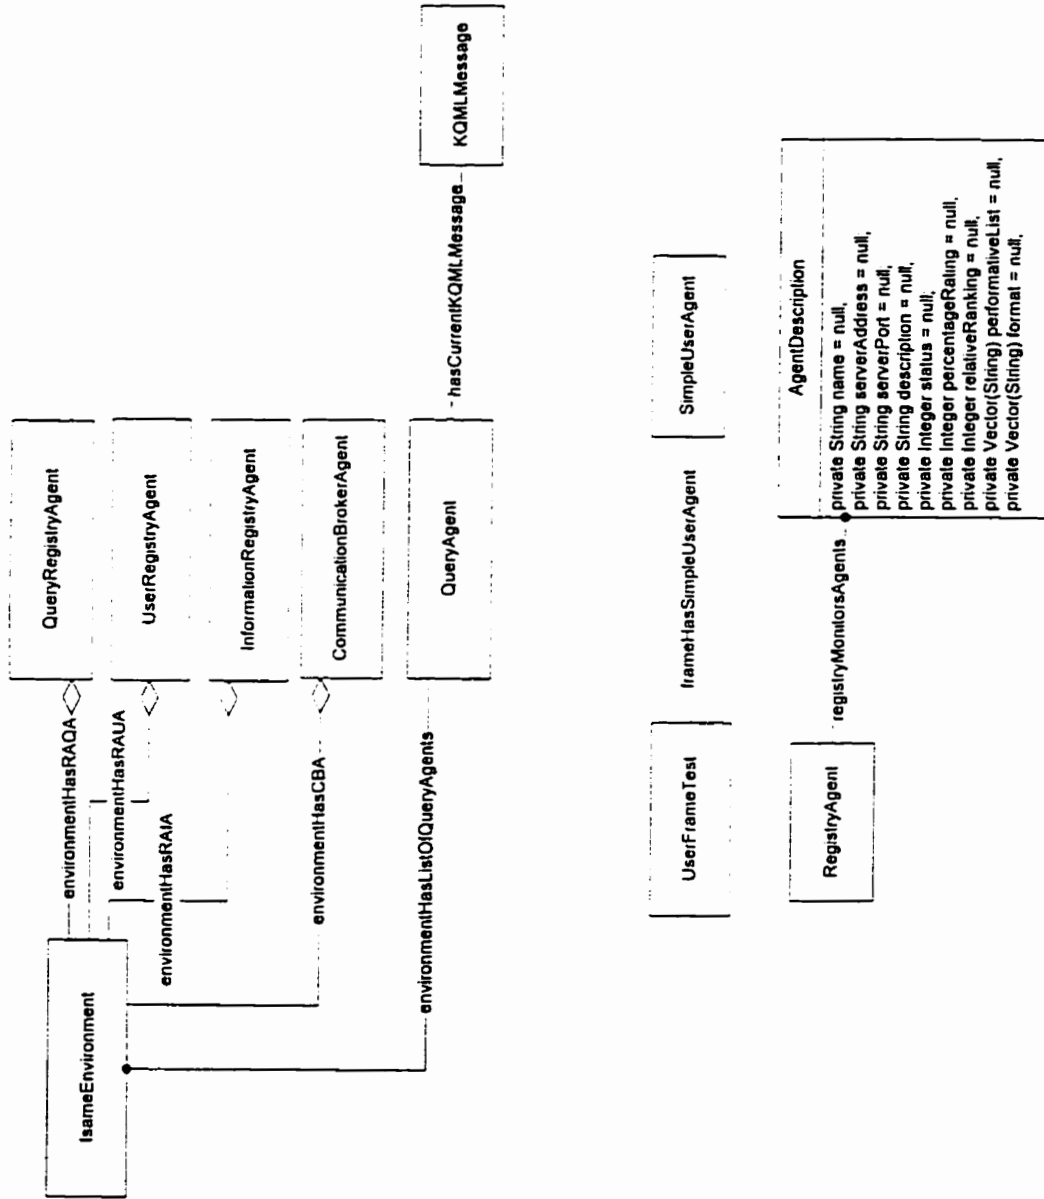 IsameEnvironment
environmentHasRAQA
environmentHasRAUA
environmentHasRAIA
environmentHasCBA
environmentHasListOfQueryAgents
QueryRegistryAgent
UserRegistryAgent
InformationRegistryAgent
CommunicationBrokerAgent
QueryAgent
hasCurrentKQMLMessage
KQMLMessage
UserFrameTest
frameHasSimpleUserAgent
SimpleUserAgent
RegistryAgent
registryMonitorsAgents
AgentDescription
private String name = null,
private String serverAddress = null,
private String serverPort = null,
private String description = null,
private Integer status = null,
private Integer percentageRating = null,
private Integer relativeRanking = null,
private Vector(String) performativeList = null,
private Vector(String) format = null,